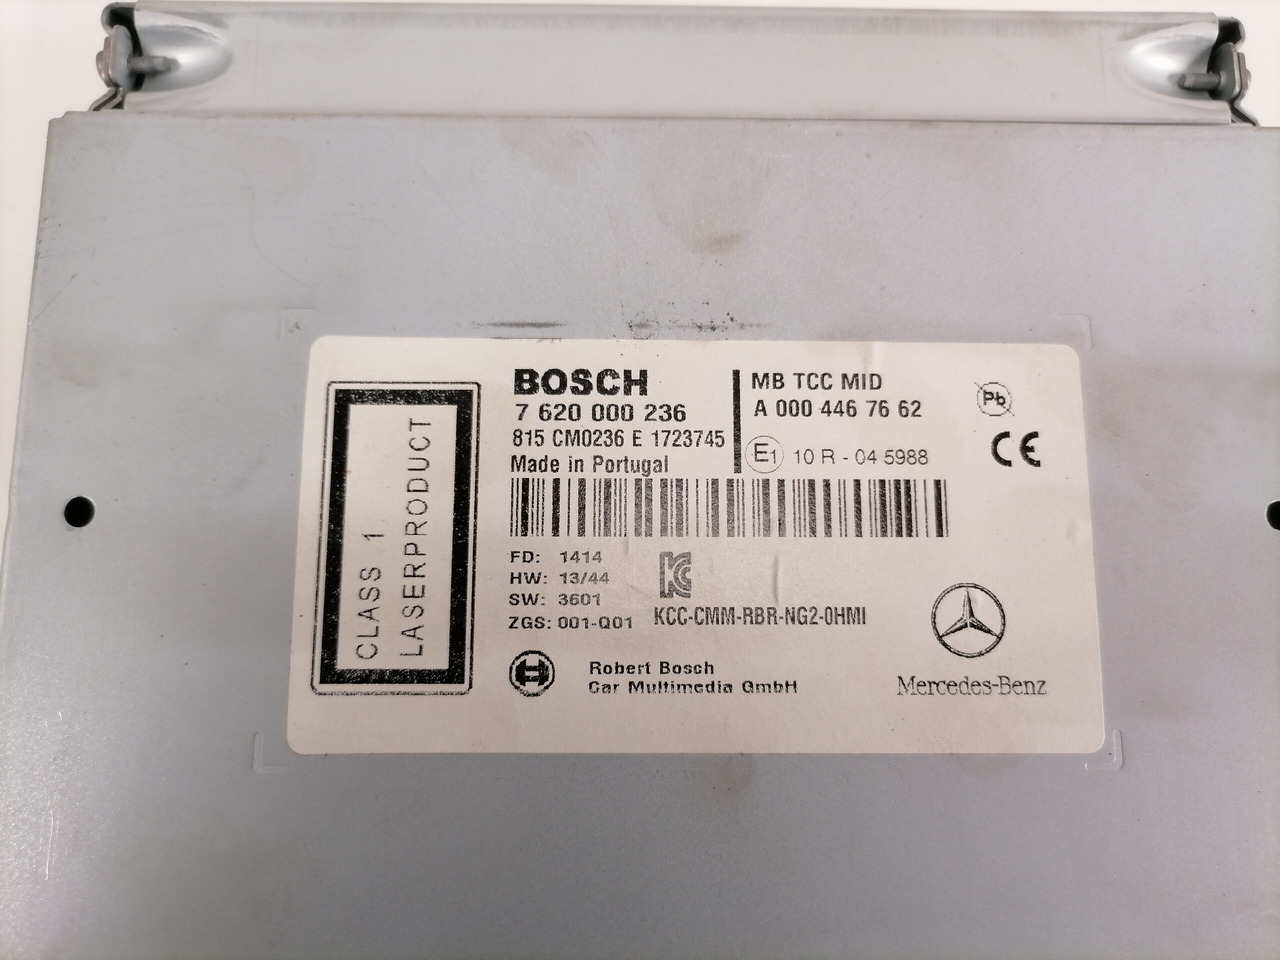 CLASS 1
LASERPRODUCT
BOSCH
7 620 000 236
815 CM0236 E 1723745
Made in Portugal
MB TCC MID
A 000 446 76 62
E1 10 R - 04 5988
Pb
CE
FD: 1414
HW: 13/44
SW: 3601
ZGS: 001-Q01
KC
KCC-CMM-RBR-NG2-0HMI
Robert Bosch
Car Multimedia GmbH
Mercedes-Benz